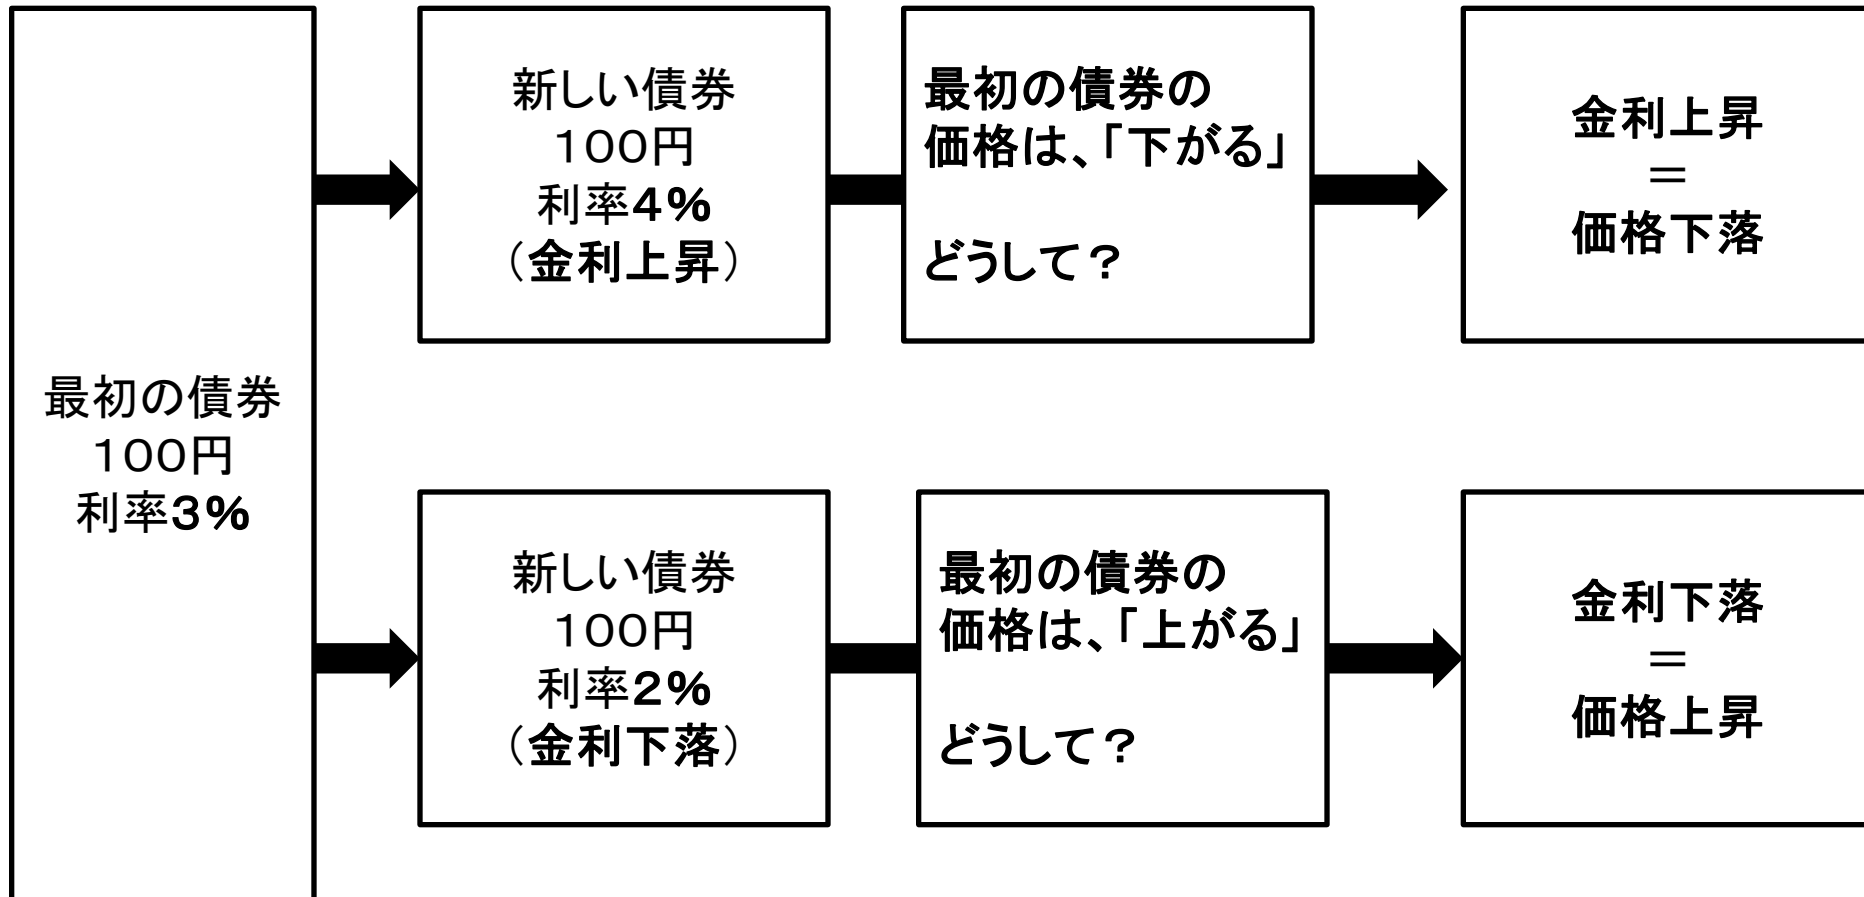 最初の債券
１００円
利率３％
新しい債券
１００円
利率４％
（金利上昇）
最初の債券の
価格は、「下がる」
どうして？
金利上昇
＝
価格下落
新しい債券
１００円
利率２％
（金利下落）
最初の債券の
価格は、「上がる」
どうして？
金利下落
＝
価格上昇